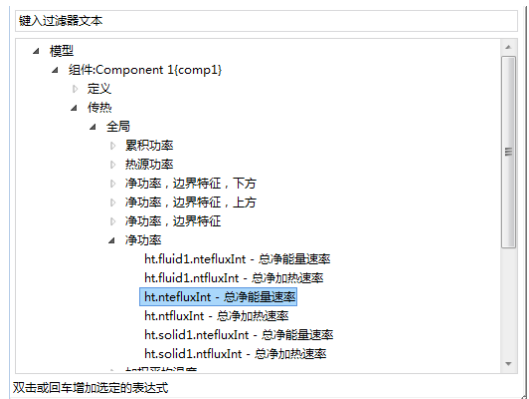 键入过滤器文本
模型
组件:Component 1{comp1}
定义
传热
全局
累积功率
热源功率
净功率，边界特征，下方
净功率，边界特征，上方
净功率，边界特征
净功率
ht.fluid1.ntefluxInt - 总净能量速率
ht.fluid1.ntfluxInt - 总净加热速率
ht.ntefluxInt - 总净能量速率
ht.ntfluxInt - 总净加热速率
ht.solid1.ntefluxInt - 总净能量速率
ht.solid1.ntfluxInt - 总净加热速率
加权平均温度
双击或回车增加选定的表达式